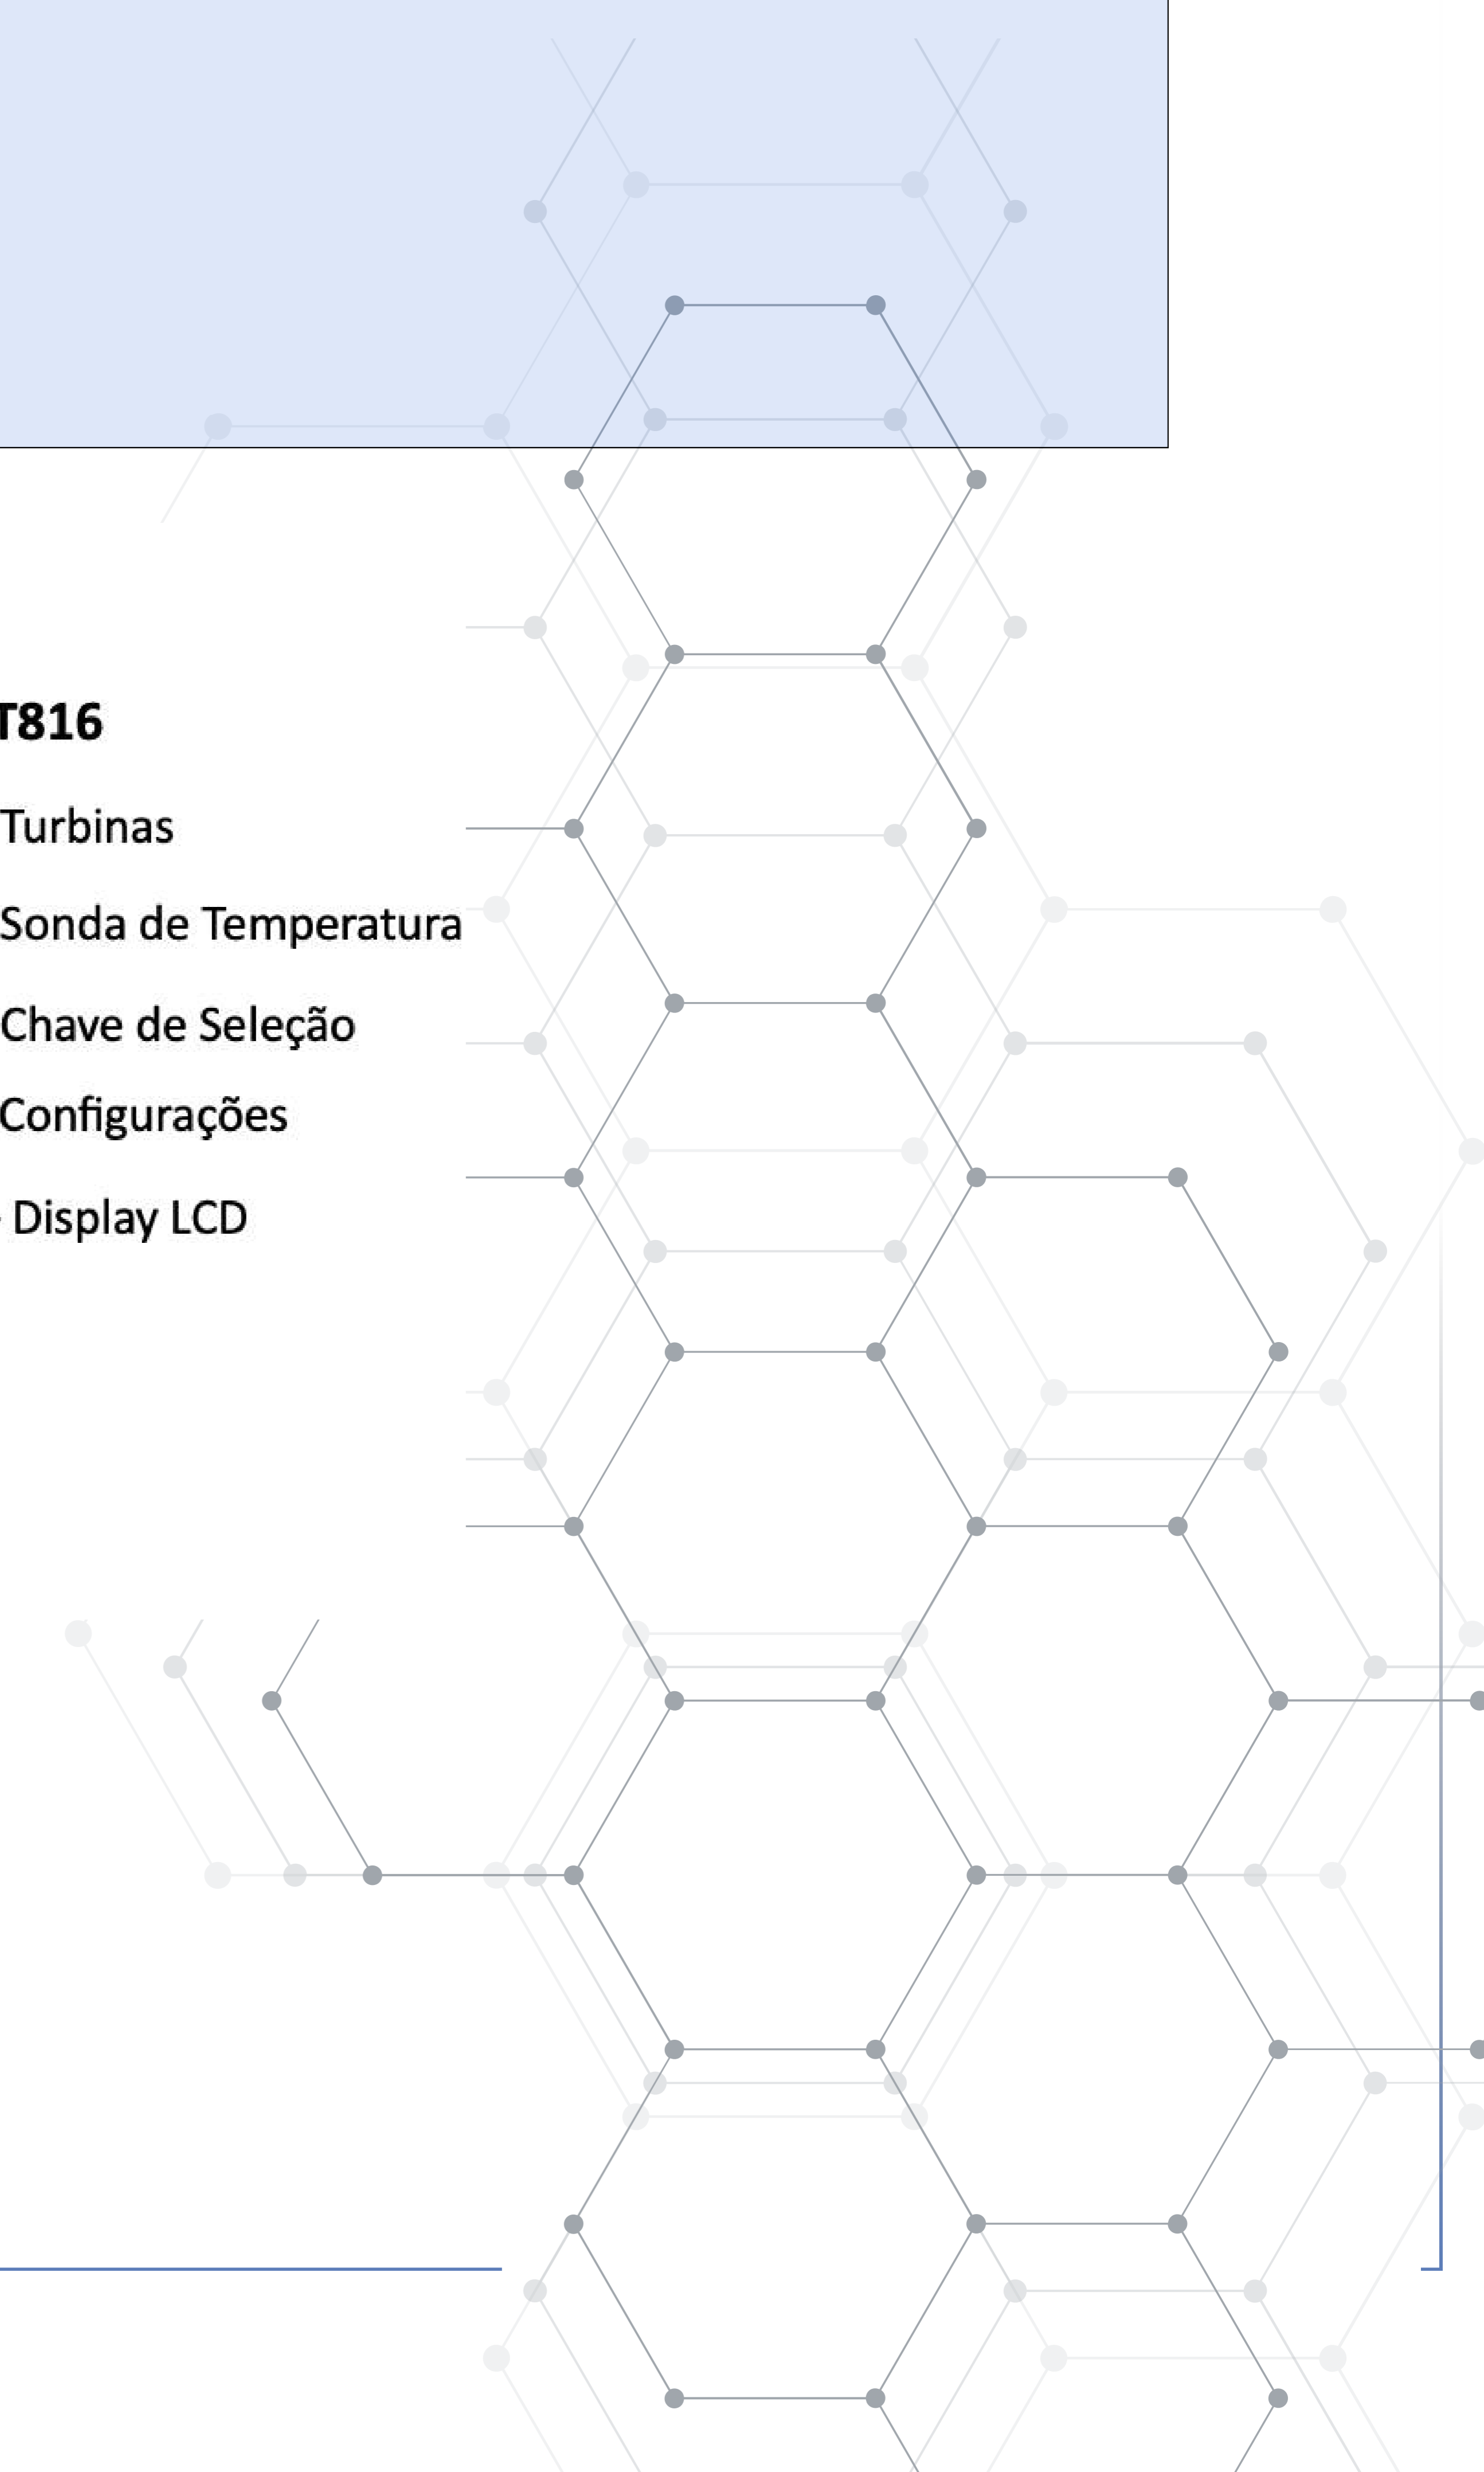 T816
Turbinas
Sonda de Temperatura
Chave de Seleção
Configurações
- Display LCD